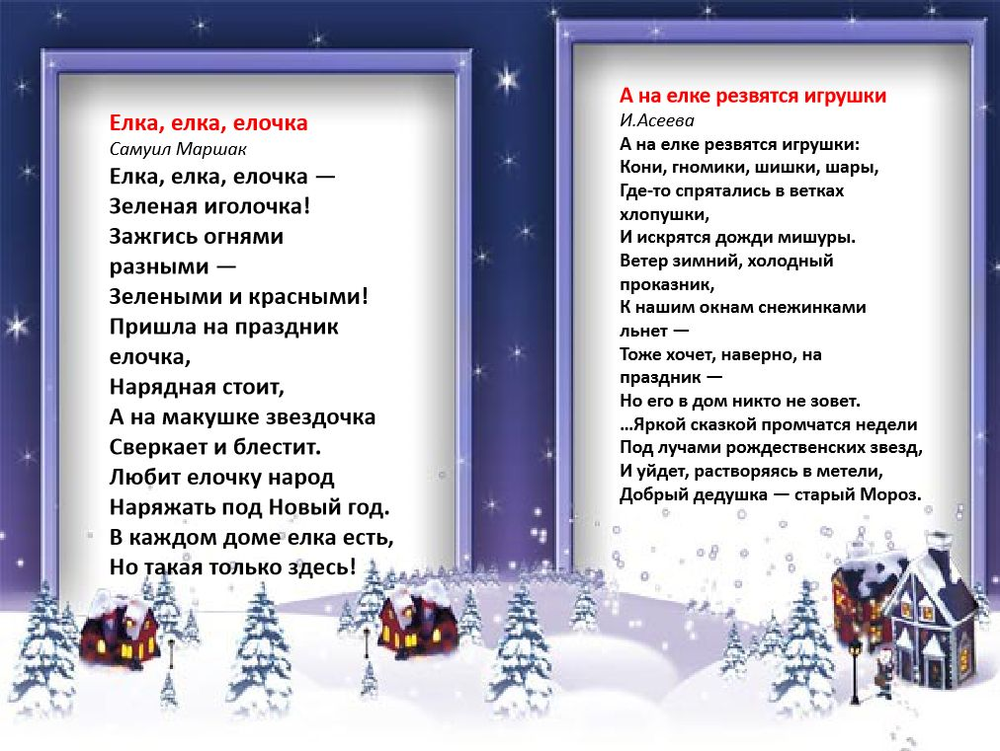 Елка, елка, елочка
Самуил Маршак
Елка, елка, елочка —
Зеленая иголочка!
Зажгись огнями
разными —
Зелеными и красными!
Пришла на праздник
елочка,
Нарядная стоит,
А на макушке звездочка
Сверкает и блестит.
Любит елочку народ
Наряжать под Новый год.
В каждом доме елка есть,
Но такая только здесь!
А на елке резвятся игрушки
И.Асеева
А на елке резвятся игрушки:
Кони, гномики, шишки, шары,
Где-то спрятались в ветках
хлопушки,
И искрятся дожди мишуры.
Ветер зимний, холодный
проказник,
К нашим окнам снежинками
льнет —
Тоже хочет, наверно, на
праздник —
Но его в дом никто не зовет.
…Яркой сказкой промчатся недели
Под лучами рождественских звезд,
И уйдет, растворяясь в метели,
Добрый дедушка — старый Мороз.